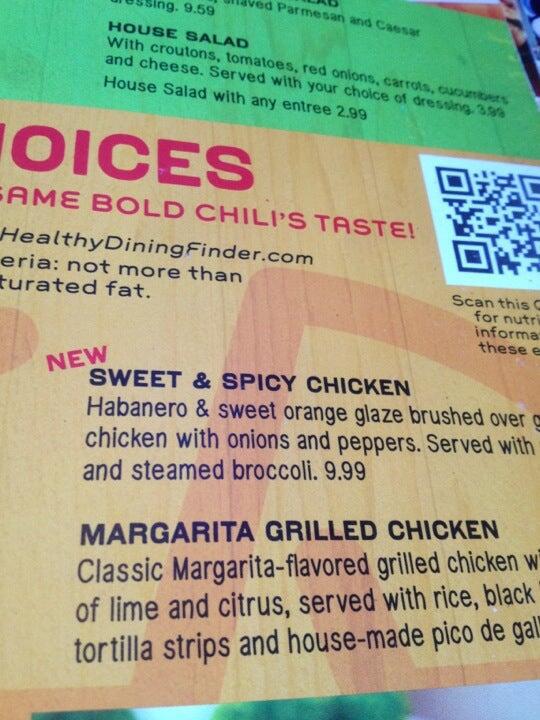 dressing. 9.59
shaved Parmesan and Caesar
HOUSE SALAD
With croutons, tomatoes, red onions, carrots, cucumbers
and cheese. Served with your choice of dressing. 3.99
House Salad with any entree 2.99
OICES
SAME BOLD CHILI'S TASTE!
HealthyDiningFinder.com
eria: not more than
turated fat.
Scan this
for nutri
informa
these e
NEW
SWEET & SPICY CHICKEN
Habanero & sweet orange glaze brushed over g
chicken with onions and peppers. Served with
and steamed broccoli. 9.99
MARGARITA GRILLED CHICKEN
Classic Margarita-flavored grilled chicken wi
of lime and citrus, served with rice, black
tortilla strips and house-made pico de gal